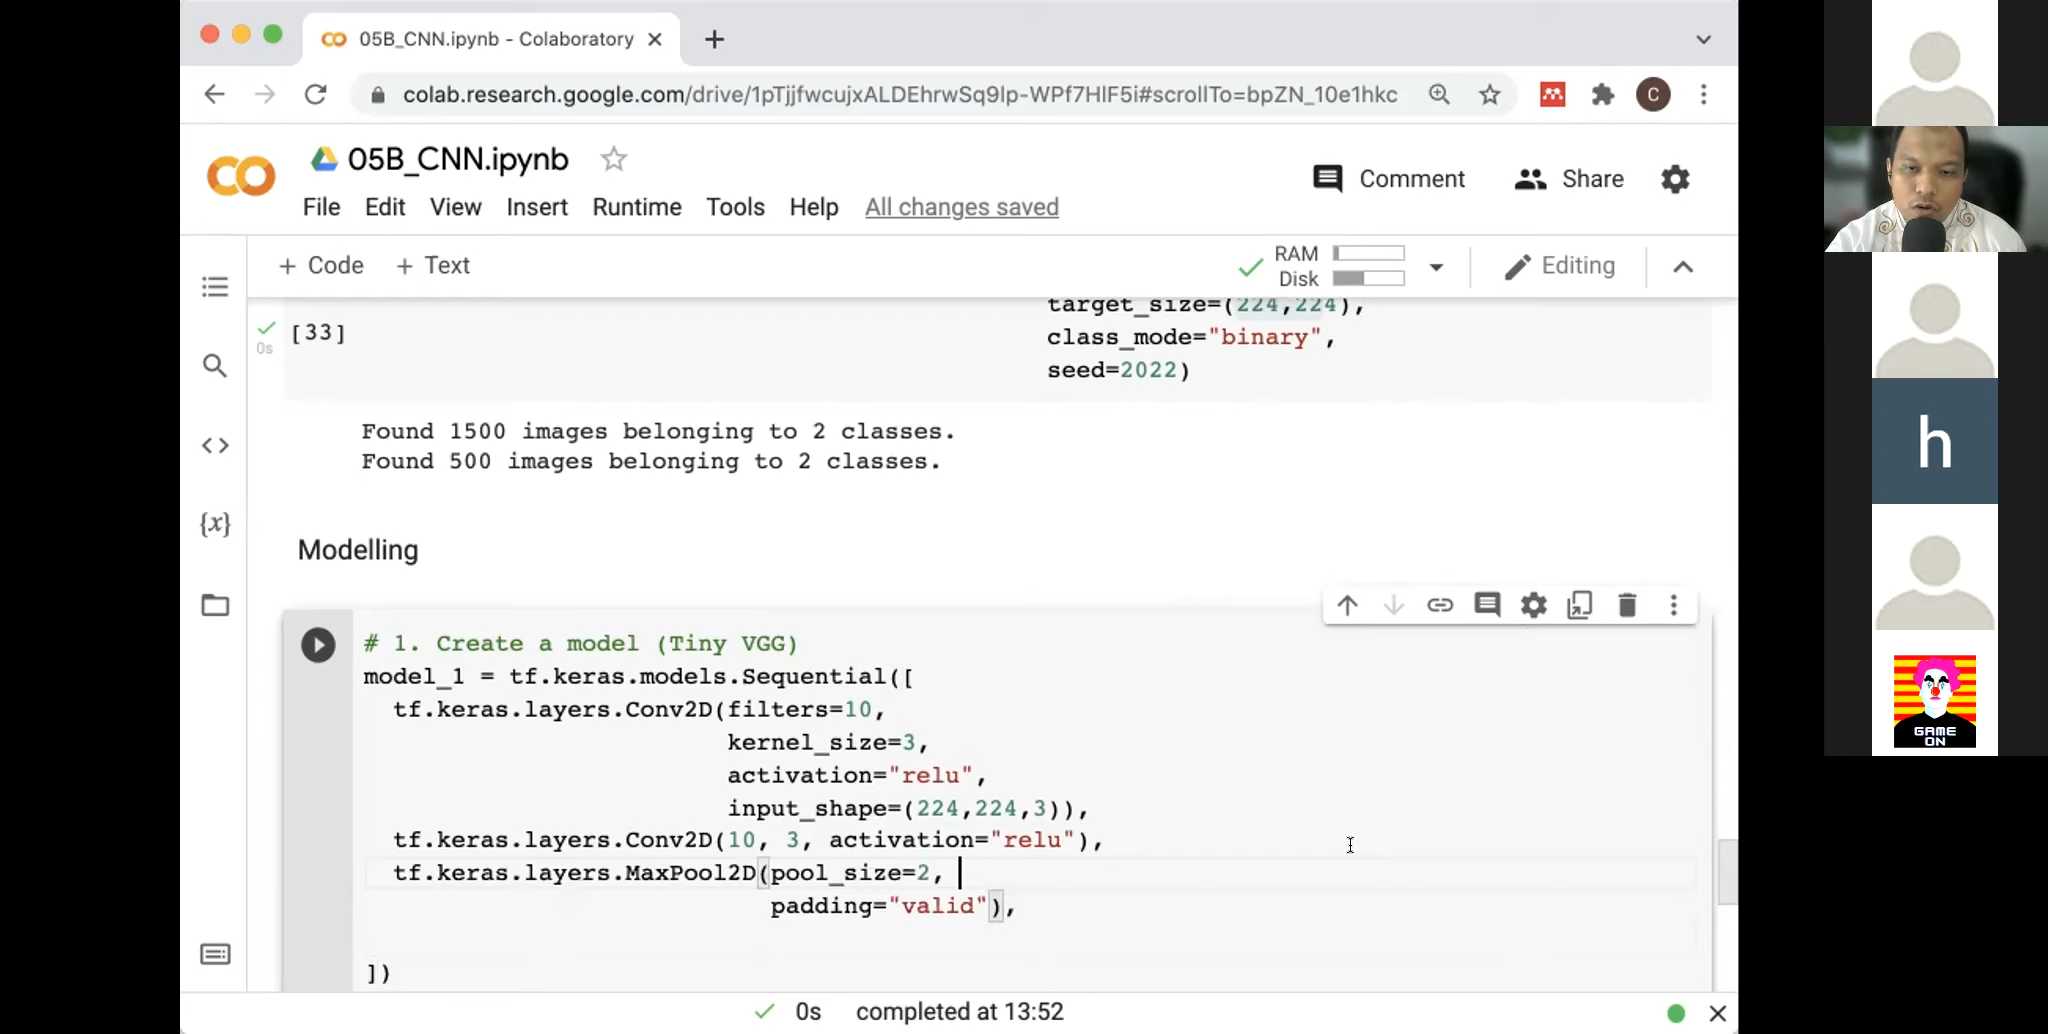 05B_CNN.ipynb - Colaboratory
colab.research.google.com/drive/1pTjjfwcujxALDEhrwSq9lp-WPf7HlF5i#scrollTo=bpZN_10e1hkc
C
05B_CNN.ipynb
Comment
Share
File Edit View Insert Runtime Tools Help All changes saved
+ Code + Text
RAM
Disk
Editing
target_size=(224,224),
[33]
0s
class_mode="binary",
seed=2022)
Found 1500 images belonging to 2 classes.
Found 500 images belonging to 2 classes.
Modelling
# 1. Create a model (Tiny VGG)
model_1 = tf.keras.models.Sequential([
tf.keras.layers.Conv2D(filters=10,
kernel_size=3,
activation="relu",
input_shape=(224,224,3)),
tf.keras.layers.Conv2D(10, 3, activation="relu"),
tf.keras.layers.MaxPool2D(pool_size=2,
padding="valid"),
])
0s completed at 13:52
h
GAME
ON